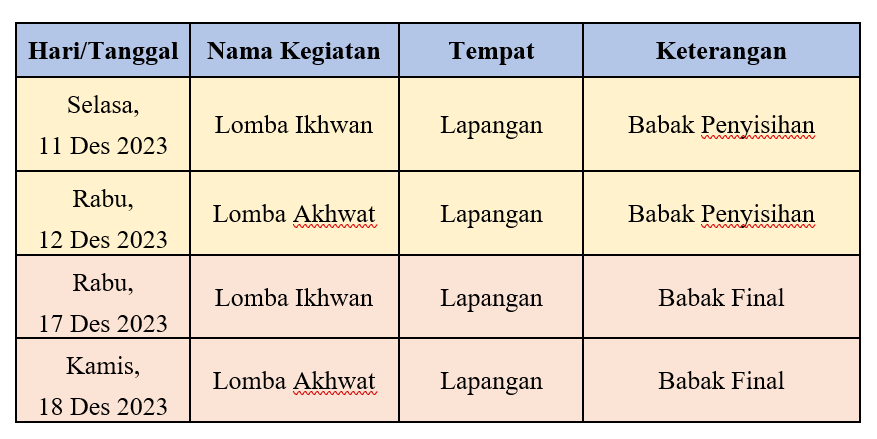 Hari/Tanggal Nama Kegiatan Tempat Keterangan
Selasa,
11 Des 2023 Lomba Ikhwan Lapangan Babak Penyisihan
Rabu,
12 Des 2023 Lomba Akhwat Lapangan Babak Penyisihan
Rabu,
17 Des 2023 Lomba Ikhwan Lapangan Babak Final
Kamis,
18 Des 2023 Lomba Akhwat Lapangan Babak Final